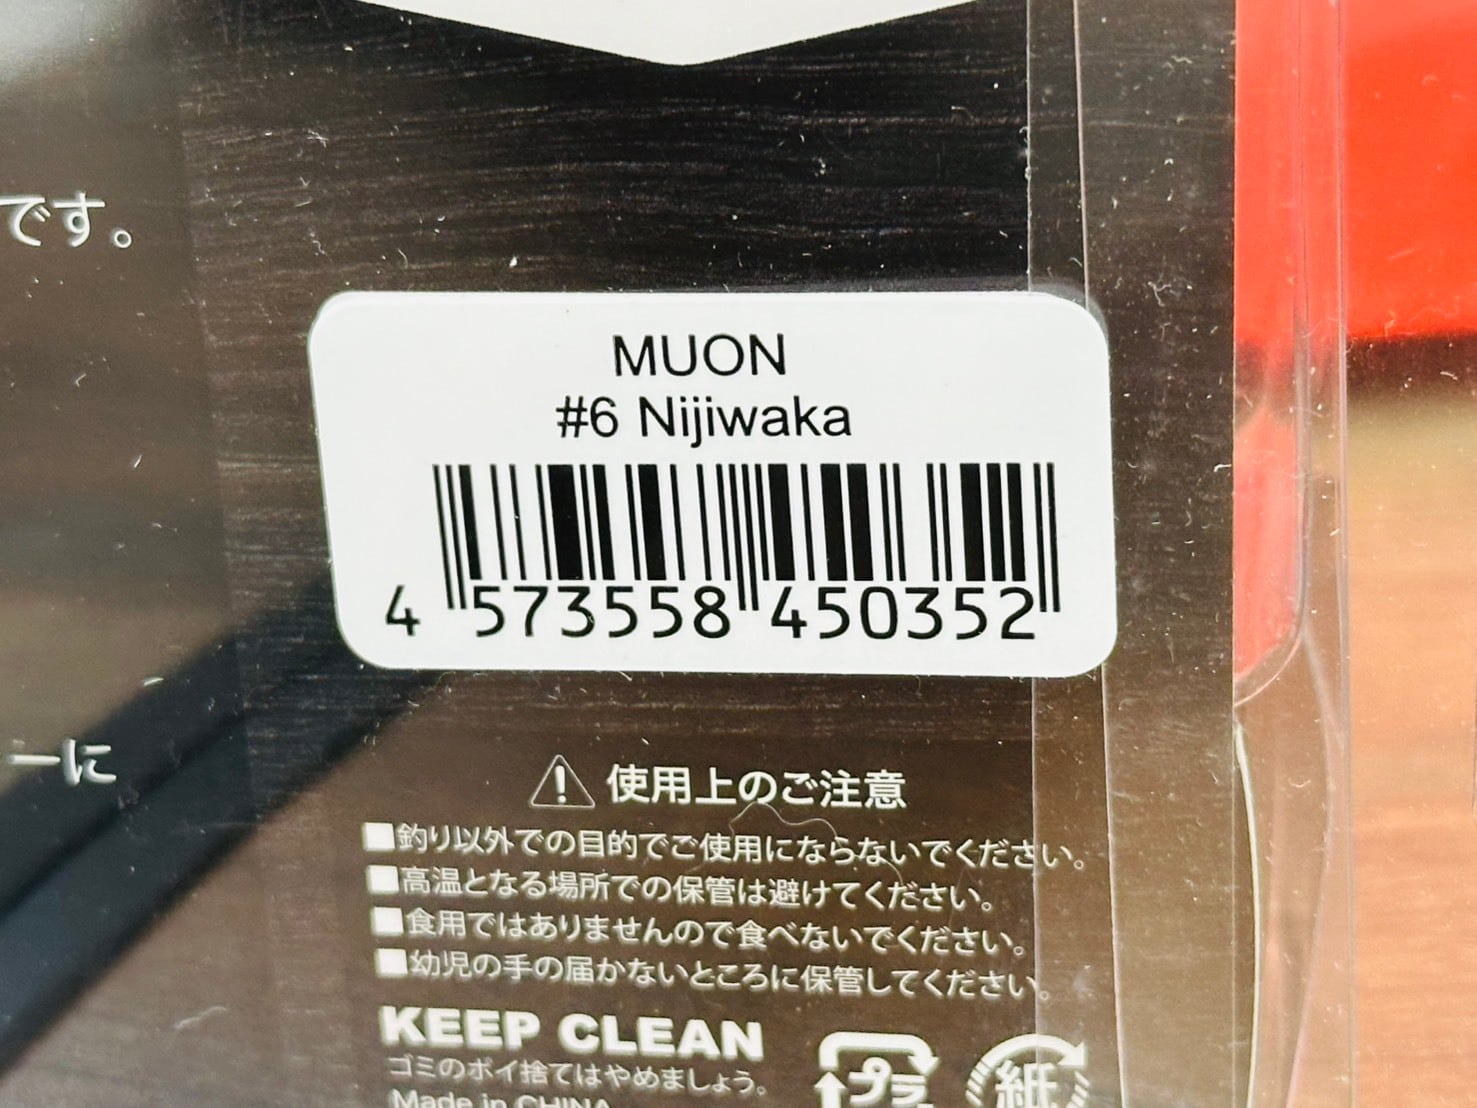 です。
MUON
#6 Nijiwaka
4 573558 450352
ーに
使用上のご注意
■釣り以外での目的でご使用にならないでください。
■高温となる場所での保管は避けてください。
■食用ではありませんので食べないでください。
■幼児の手の届かないところに保管してください。
KEEP CLEAN
ゴミのポイ捨てはやめましょう。
プラ 紙
Made in CHINA